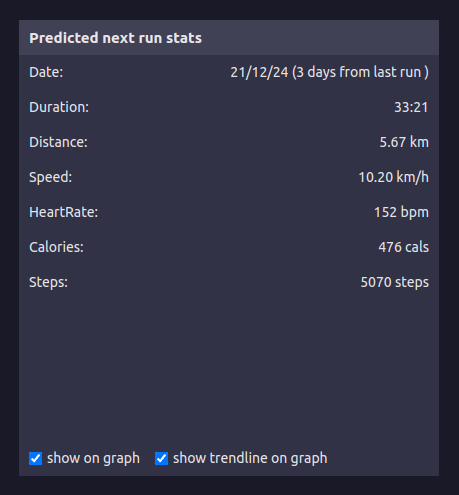 Predicted next run stats
Date: 21/12/24 (3 days from last run )
Duration: 33:21
Distance: 5.67 km
Speed: 10.20 km/h
HeartRate: 152 bpm
Calories: 476 cals
Steps: 5070 steps
show on graph show trendline on graph